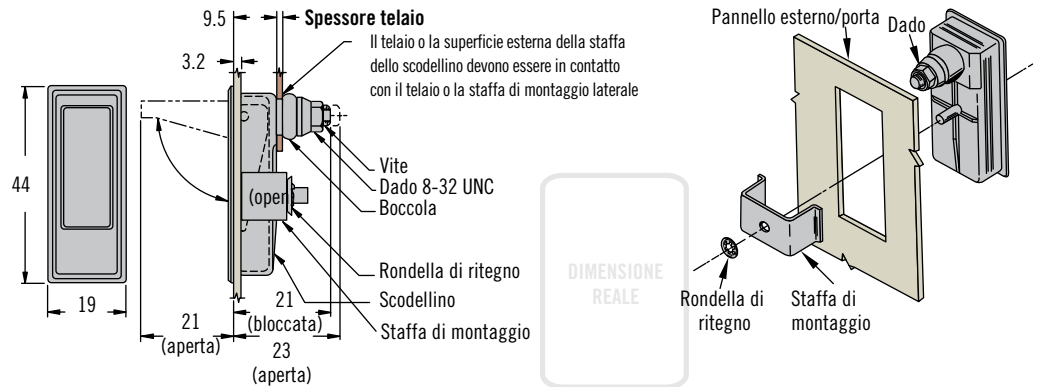 9.5
Spessore telaio
Il telaio o la superficie esterna della staffa
dello scodellino devono essere in contatto
con il telaio o la staffa di montaggio laterale
3.2
Vite
Dado 8-32 UNC
Boccola
(open
44
19
Rondella di ritegno
Scodellino
Staffa di montaggio
21
(bloccata)
21
(aperta)
23
(aperta)
Pannello esterno/porta
Dado
DIMENSIONE
REALE
Rondella di
ritegno
Staffa di
montaggio